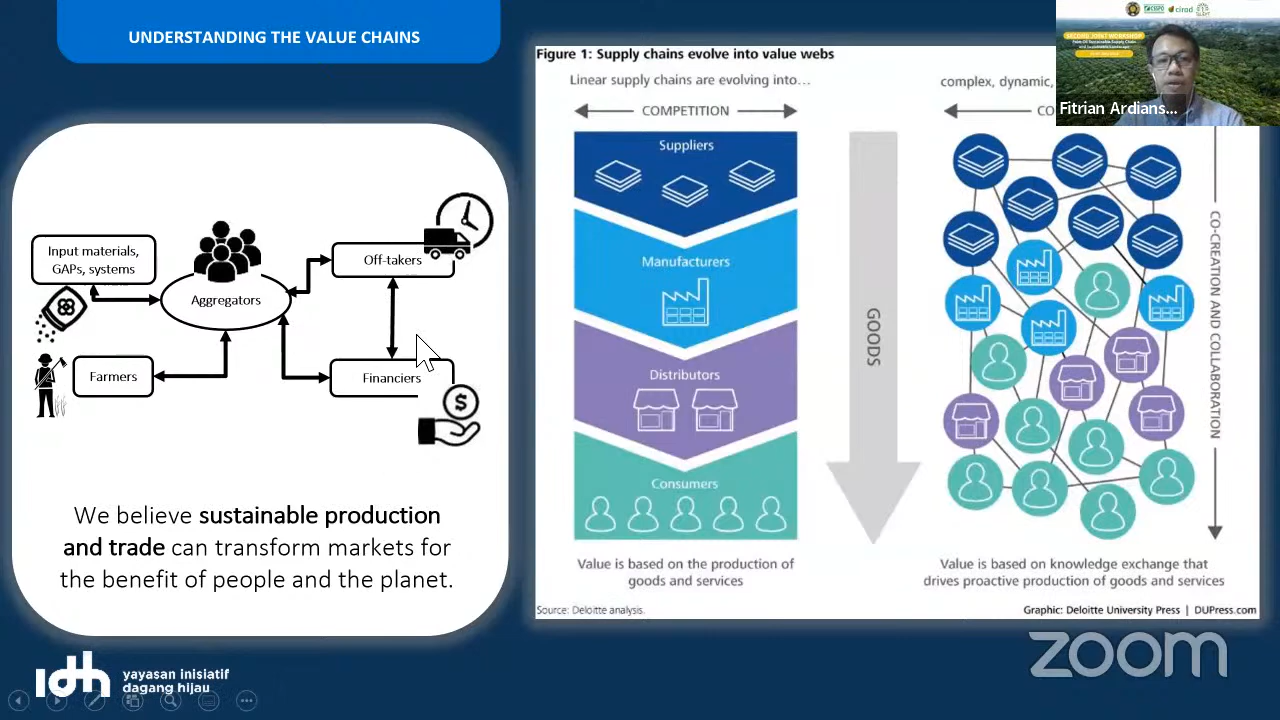 UNDERSTANDING THE VALUE CHAINS
Input materials,
GAPs, systems
Aggregators
Off-takers
Farmers
Financiers
$
We believe sustainable production
and trade can transform markets for
the benefit of people and the planet.
idh
yayasan inisiatif
dagang hijau
Figure 1: Supply chains evolve into value webs
Linear supply chains are evolving into…
COMPETITION
Suppliers
Manufacturers
Distributors
Consumers
Value is based on the production of
goods and services
GOODS
complex, dynamic,
CO
CO-CREATION AND COLLABORATION
Value is based on knowledge exchange that
drives proactive production of goods and services
Source: Deloitte analysis.
Graphic: Deloitte University Press | DUPress.com
cirad
SECOND JOINT WORKSHOP
Fitrian Ardians...
zoom